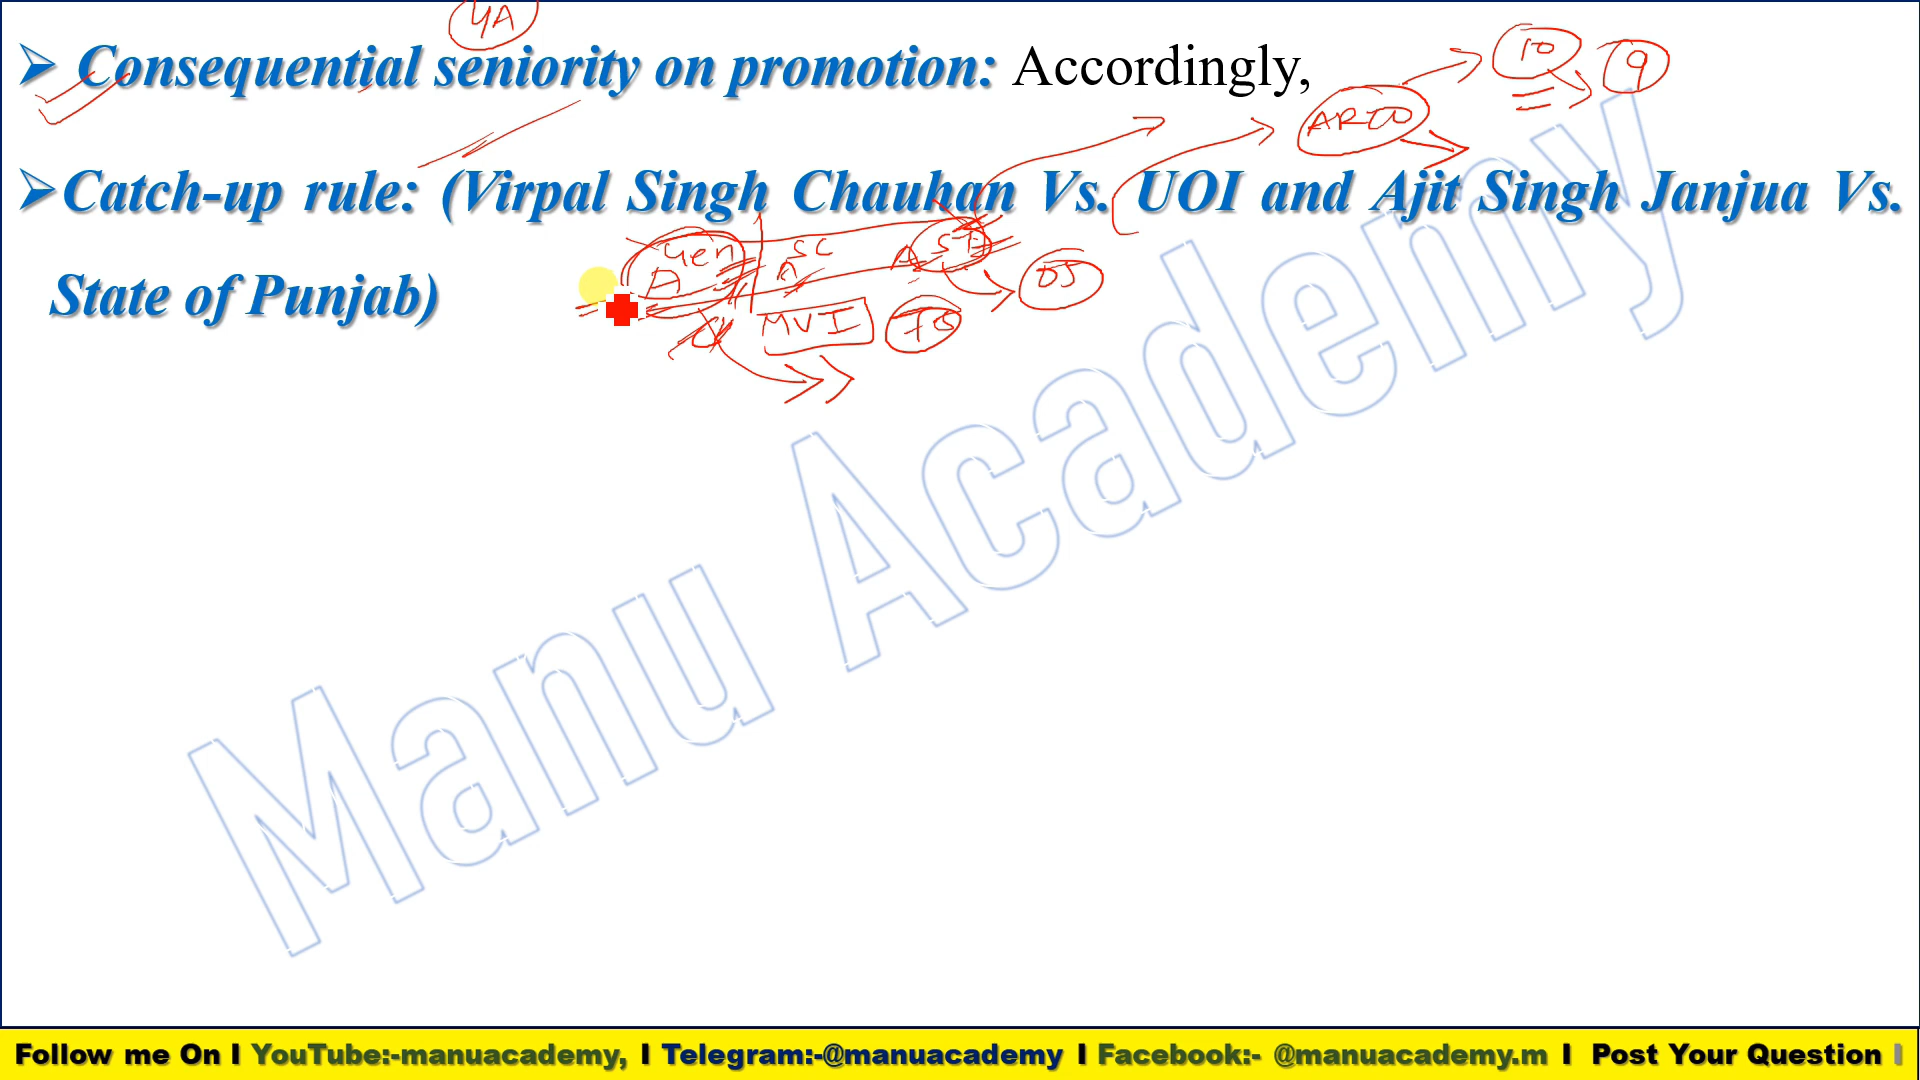 4A
➢ Consequential seniority on promotion: Accordingly,
10 9
ARTO
➢Catch-up rule: (Virpal Singh Chauhan Vs. UOI and Ajit Singh Janjua Vs.
Gen SC ST
A A A 05
State of Punjab)
MVI
Manu Academy
Follow me On I YouTube:-manuacademy, I Telegram:-@manuacademy I Facebook:- @manuacademy.m I Post Your Question I